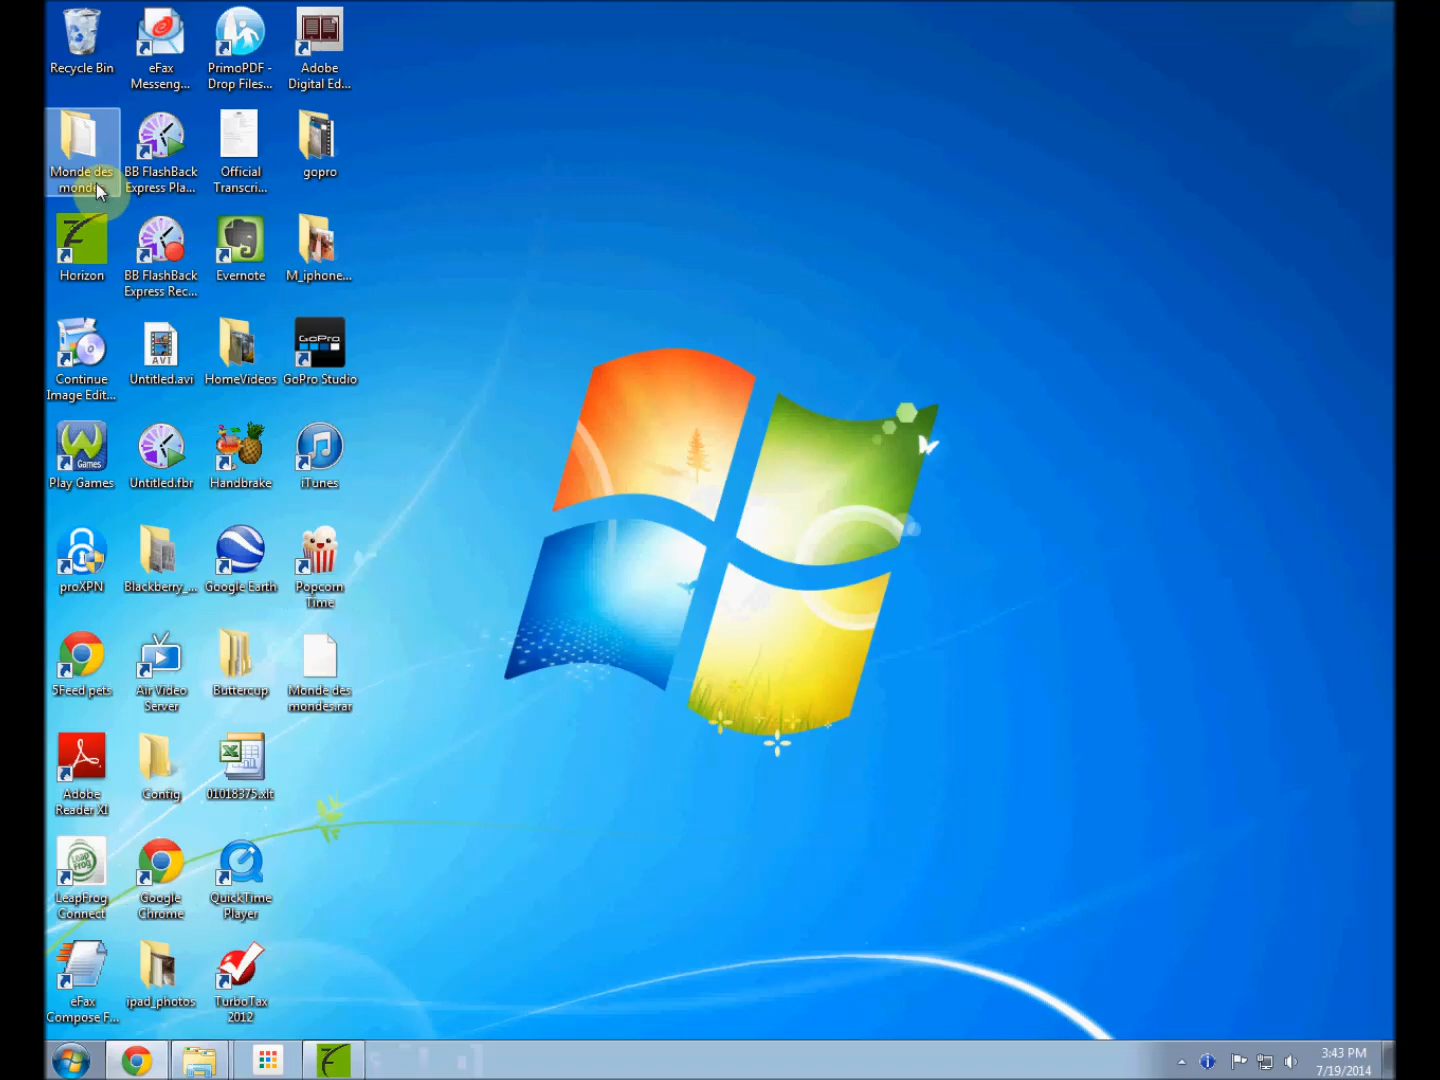 Recycle Bin
eFax
Messeng...
PrimoPDF -
Drop Files...
Adobe
Digital Ed...
Monde des
mondes
BB FlashBack
Express Pla...
Official
Transcri...
gopro
Horizon
BB FlashBack
Express Rec...
Evernote
M_iphone...
Continue
Image Edit...
AVI
Untitled.avi
HomeVideos
GoPro
GoPro Studio
Games
Play Games
Untitled.fbr
Handbrake
iTunes
proXPN
Blackberry_...
Google Earth
Popcorn
Time
5Feed pets
Air Video
Server
Buttercup
Monde des
mondes.rar
Adobe
Reader XI
Config
01018375.xlt
Leap
Frog
LeapFrog
Connect
Google
Chrome
QuickTime
Player
eFax
Compose F...
ipad_photos
TurboTax
2012
3:43 PM
7/19/2014